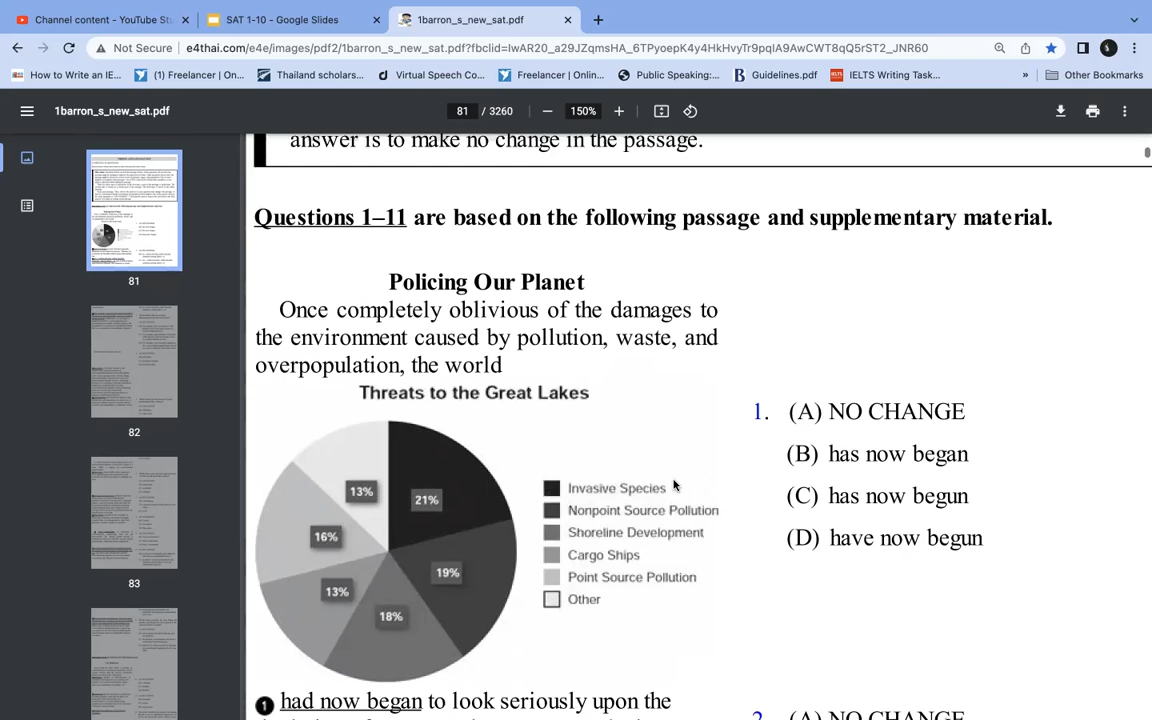 Channel content - YouTube St
SAT 1-10 - Google Slides
1barron_s_new_sat.pdf
Not Secure
e4thai.com/e4e/images/pdf2/1barron_s_new_sat.pdf?fbclid=IwAR20_a29JZqmsHA_6TPyoepK4y4HkHvyTr9pqIA9AwCWT8qQ5rST2_JNR60
How to Write an IE...
(1) Freelancer | On...
Thailand scholars...
Virtual Speech Co...
Freelancer | Onlin...
Public Speaking:...
Guidelines.pdf
IELTS Writing Task...
»
Other Bookmarks
1barron_s_new_sat.pdf
81 / 3260
150%
81
82
83
answer is to make no change in the passage.
Questions 1–11 are based on the following passage and supplementary material.
Policing Our Planet
Once completely oblivious of the damages to
the environment caused by pollution, waste, and
overpopulation, the world
Threats to the Great Lakes
13%
21%
16%
19%
13%
18%
Invasive Species
Nonpoint Source Pollution
Shoreline Development
Cargo Ships
Point Source Pollution
Other
1 had now began to look seriously upon the
1. (A) NO CHANGE
(B) has now began
(C) has now begun
(D) have now begun
2. (A) NO CHANGE